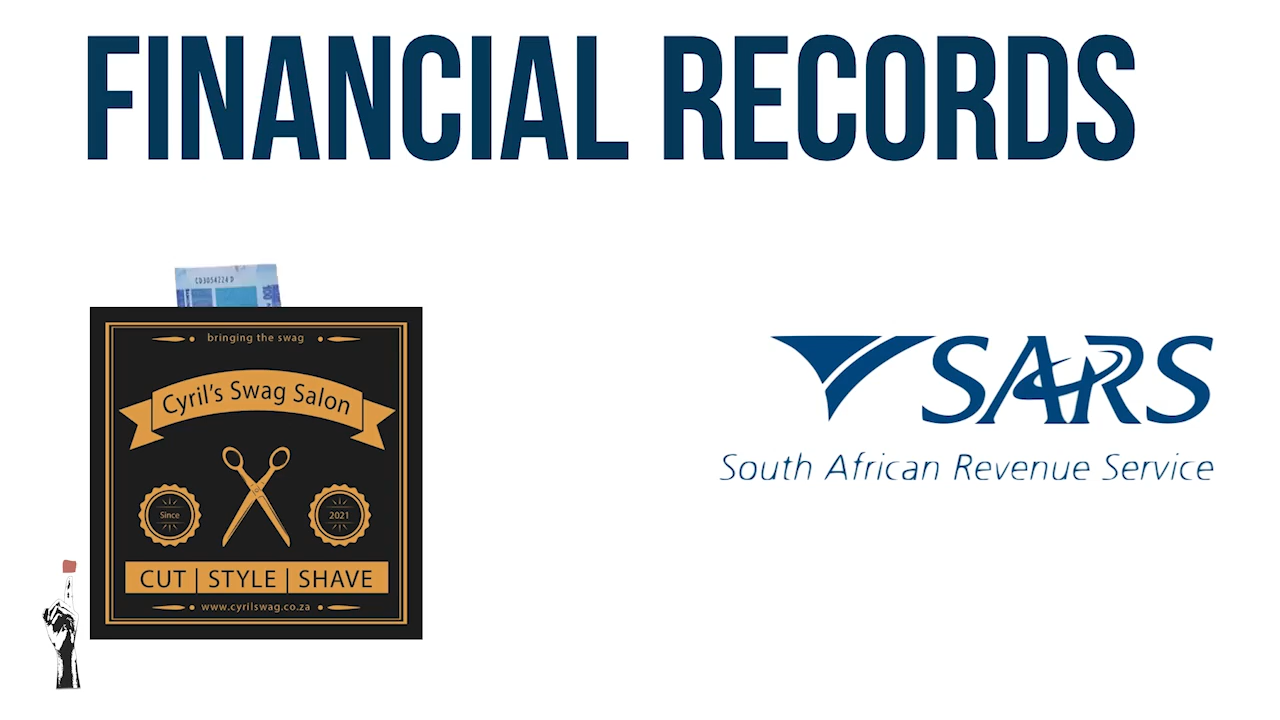 FINANCIAL RECORDS
CD3054224 D
bringing the swag
Cyril's Swag Salon
Since
2021
CUT | STYLE | SHAVE
www.cyrilswag.co.za
SARS
South African Revenue Service